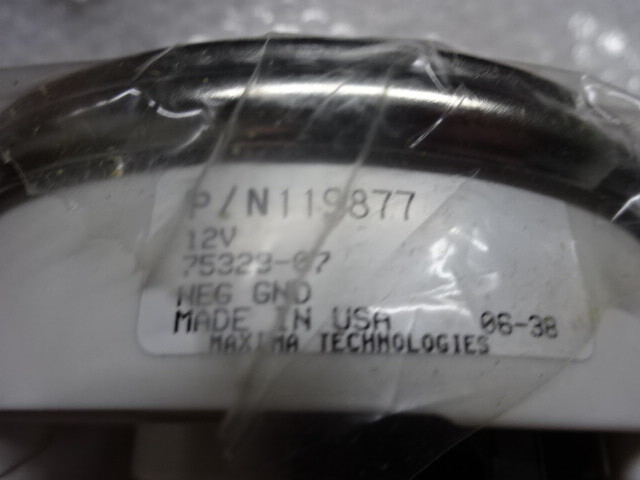 P/N119877
12V
75329-07
NEG GND
MADE IN USA 06-38
MAXIMA TECHNOLOGIES